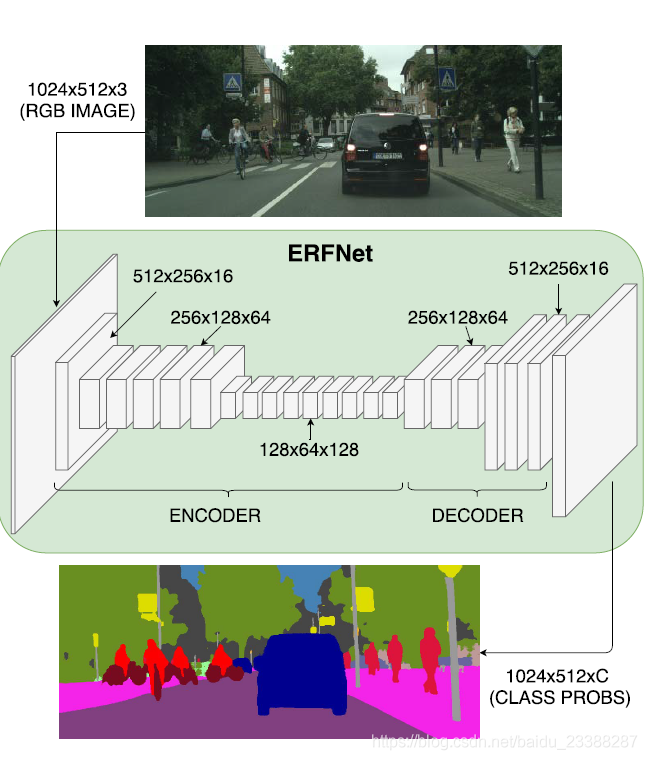 1024x512x3
(RGB IMAGE)
ERFNet
512x256x16
512x256x16
256x128x64
256x128x64
128x64x128
ENCODER
DECODER
1024x512xC
(CLASS PROBS)
https://blog.csdn.net/baidu_23388287